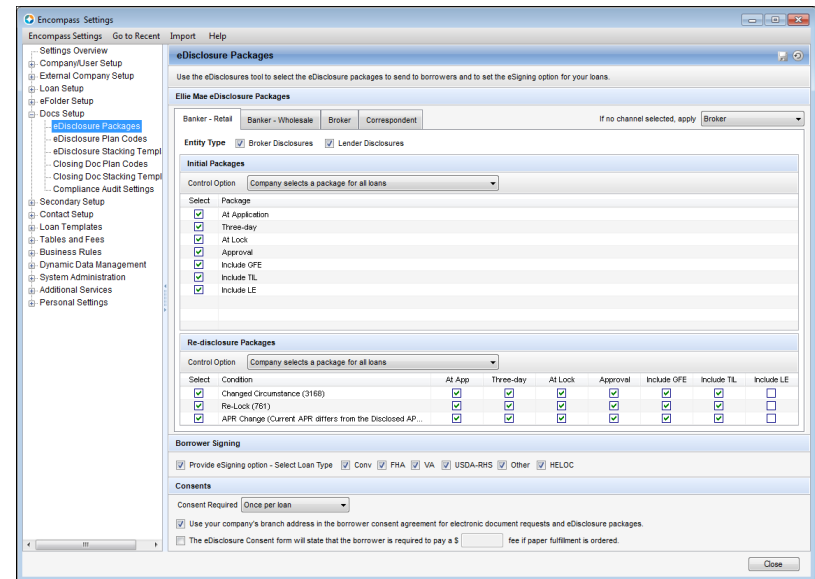 Encompass Settings
Encompass Settings Go to Recent Import Help
Settings Overview
Company/User Setup
External Company Setup
Loan Setup
eFolder Setup
Docs Setup
eDisclosure Packages
eDisclosure Plan Codes
eDisclosure Stacking Templ
Closing Doc Plan Codes
Closing Doc Stacking Templ
Compliance Audit Settings
Secondary Setup
Contact Setup
Loan Templates
Tables and Fees
Business Rules
Dynamic Data Management
System Administration
Additional Services
Personal Settings
eDisclosure Packages
Use the eDisclosures tool to select the eDisclosure packages to send to borrowers and to set the eSigning option for your loans.
Ellie Mae eDisclosure Packages
Banker - Retail Banker - Wholesale Broker Correspondent If no channel selected, apply Broker
Entity Type Broker Disclosures Lender Disclosures
Initial Packages
Control Option Company selects a package for all loans
Select Package
At Application
Three-day
At Lock
Approval
Include GFE
Include TIL
Include LE
Re-disclosure Packages
Control Option Company selects a package for all loans
Select Condition At App Three-day At Lock Approval Include GFE Include TIL Include LE
Changed Circumstance (3168)
Re-Lock (761)
APR Change (Current APR differs from the Disclosed AP...
Borrower Signing
Provide eSigning option - Select Loan Type Conv FHA VA USDA-RHS Other HELOC
Consents
Consent Required Once per loan
Use your company's branch address in the borrower consent agreement for electronic document requests and eDisclosure packages.
The eDisclosure Consent form will state that the borrower is required to pay a $ fee if paper fulfillment is ordered.
Close